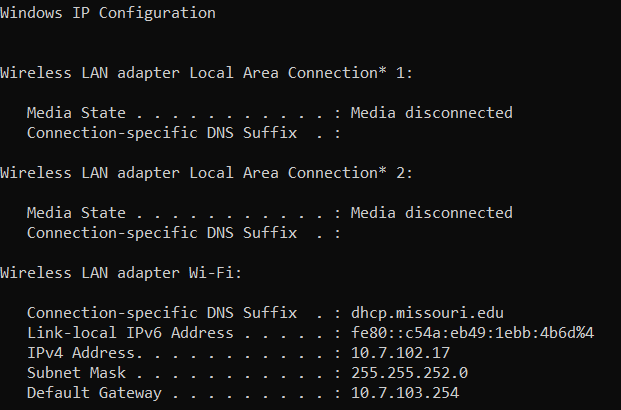 Windows IP Configuration
Wireless LAN adapter Local Area Connection* 1:
Media State . . . . . . . . . . . : Media disconnected
Connection-specific DNS Suffix  . :
Wireless LAN adapter Local Area Connection* 2:
Media State . . . . . . . . . . . : Media disconnected
Connection-specific DNS Suffix  . :
Wireless LAN adapter Wi-Fi:
Connection-specific DNS Suffix  . : dhcp.missouri.edu
Link-local IPv6 Address . . . . . : fe80::c54a:eb49:1ebb:4b6d%4
IPv4 Address. . . . . . . . . . . : 10.7.102.17
Subnet Mask . . . . . . . . . . . : 255.255.252.0
Default Gateway . . . . . . . . . : 10.7.103.254